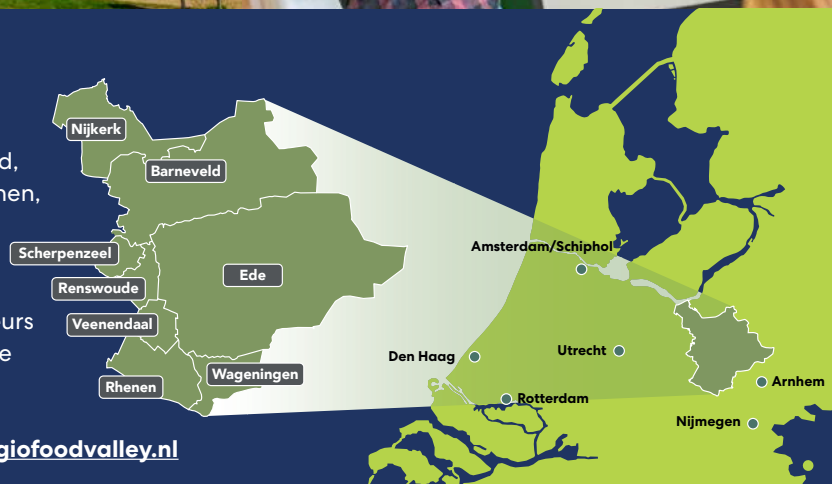 Nijkerk
Barneveld
Scherpenzeel
Ede
Renswoude
Veenendaal
Wageningen
Rhenen
Amsterdam/Schiphol
Den Haag
Utrecht
Rotterdam
Arnhem
Nijmegen
giofoodvalley.nl